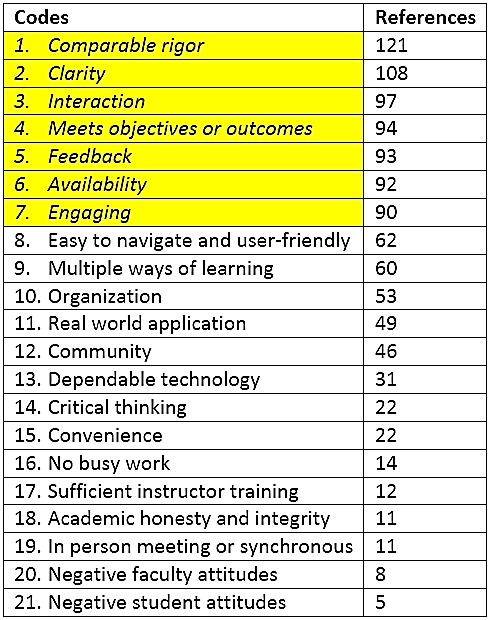 Codes References
1. Comparable rigor 121
2. Clarity 108
3. Interaction 97
4. Meets objectives or outcomes 94
5. Feedback 93
6. Availability 92
7. Engaging 90
8. Easy to navigate and user-friendly 62
9. Multiple ways of learning 60
10. Organization 53
11. Real world application 49
12. Community 46
13. Dependable technology 31
14. Critical thinking 22
15. Convenience 22
16. No busy work 14
17. Sufficient instructor training 12
18. Academic honesty and integrity 11
19. In person meeting or synchronous 11
20. Negative faculty attitudes 8
21. Negative student attitudes 5